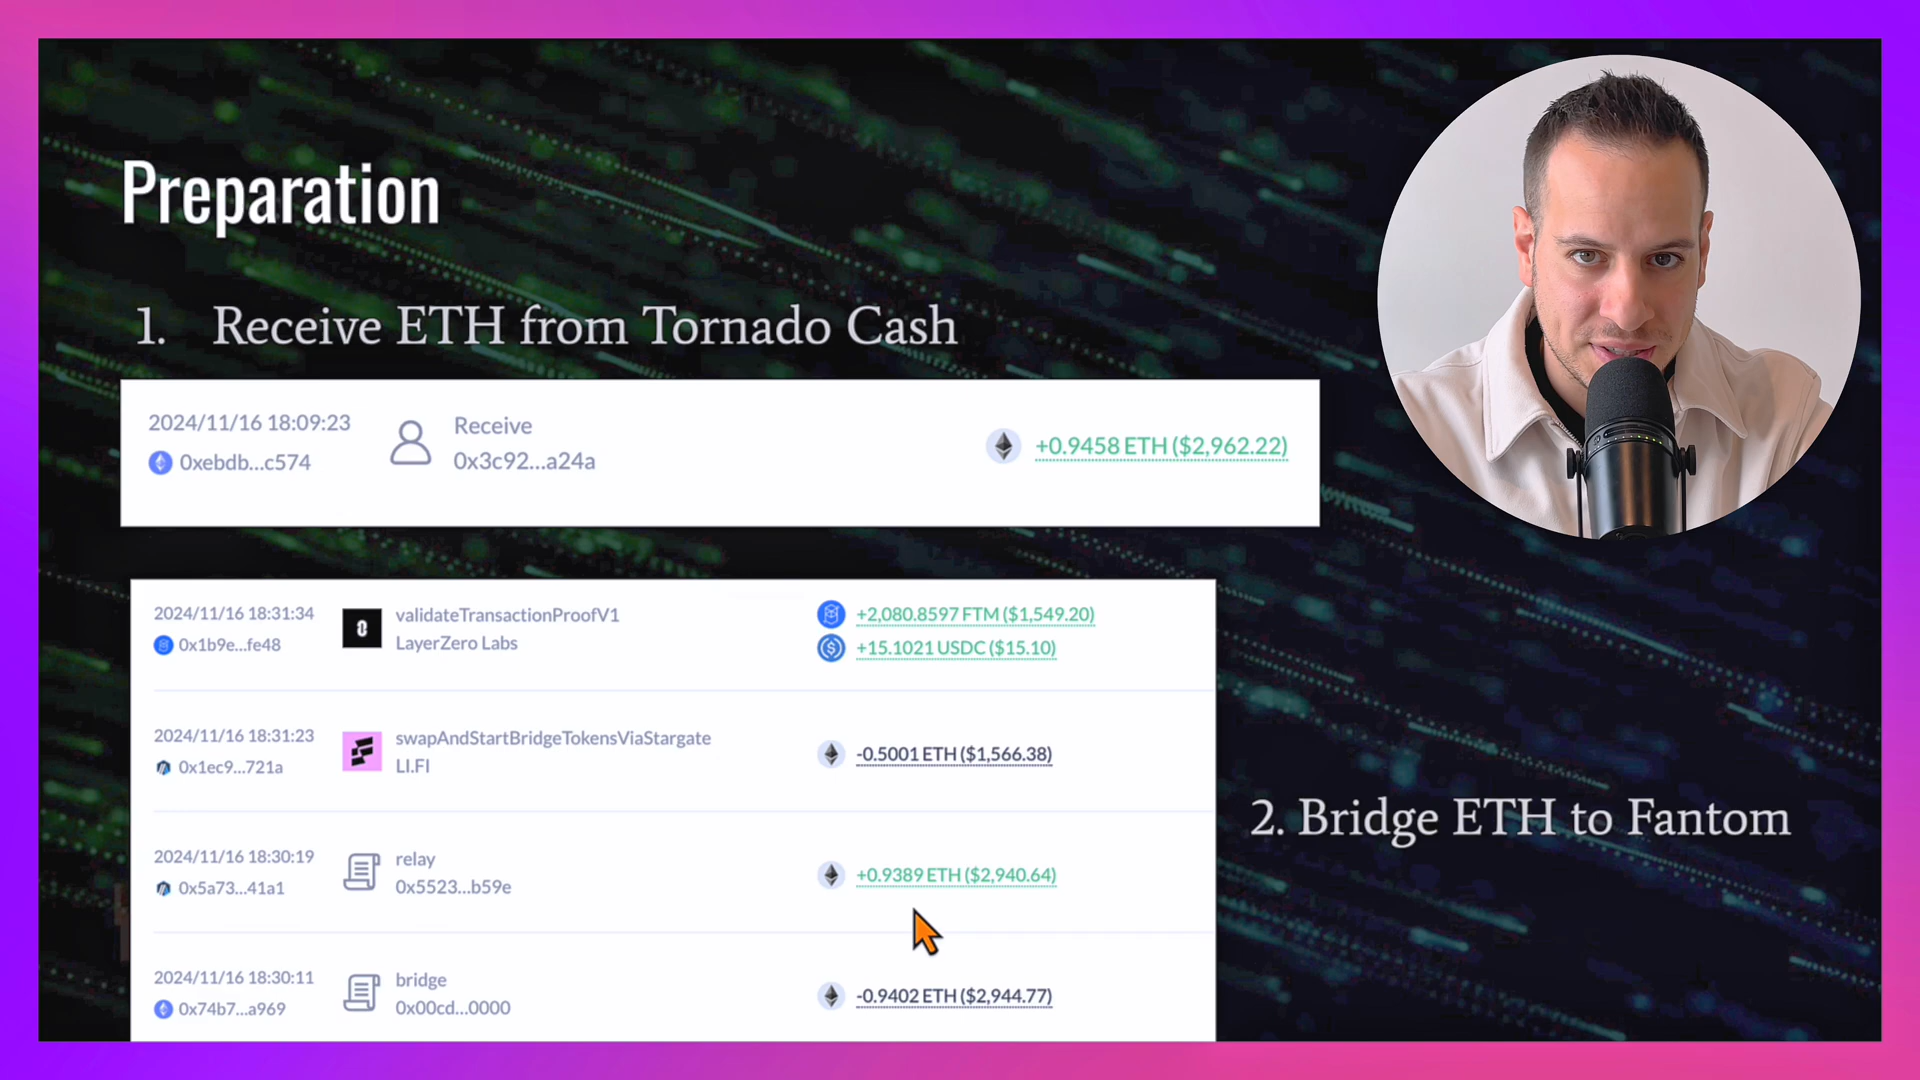 Preparation
1. Receive ETH from Tornado Cash
2024/11/16 18:09:23
0xebdb...c574
Receive
0x3c92...a24a
+0.9458 ETH ($2,962.22)
2024/11/16 18:31:34
0x1b9e...fe48
validateTransactionProofV1
LayerZero Labs
+2,080.8597 FTM ($1,549.20)
+15.1021 USDC ($15.10)
2024/11/16 18:31:23
0x1ec9...721a
swapAndStartBridgeTokensViaStargate
LI.FI
-0.5001 ETH ($1,566.38)
2024/11/16 18:30:19
0x5a73...41a1
relay
0x5523...b59e
+0.9389 ETH ($2,940.64)
2024/11/16 18:30:11
0x74b7...a969
bridge
0x00cd...0000
-0.9402 ETH ($2,944.77)
2. Bridge ETH to Fantom